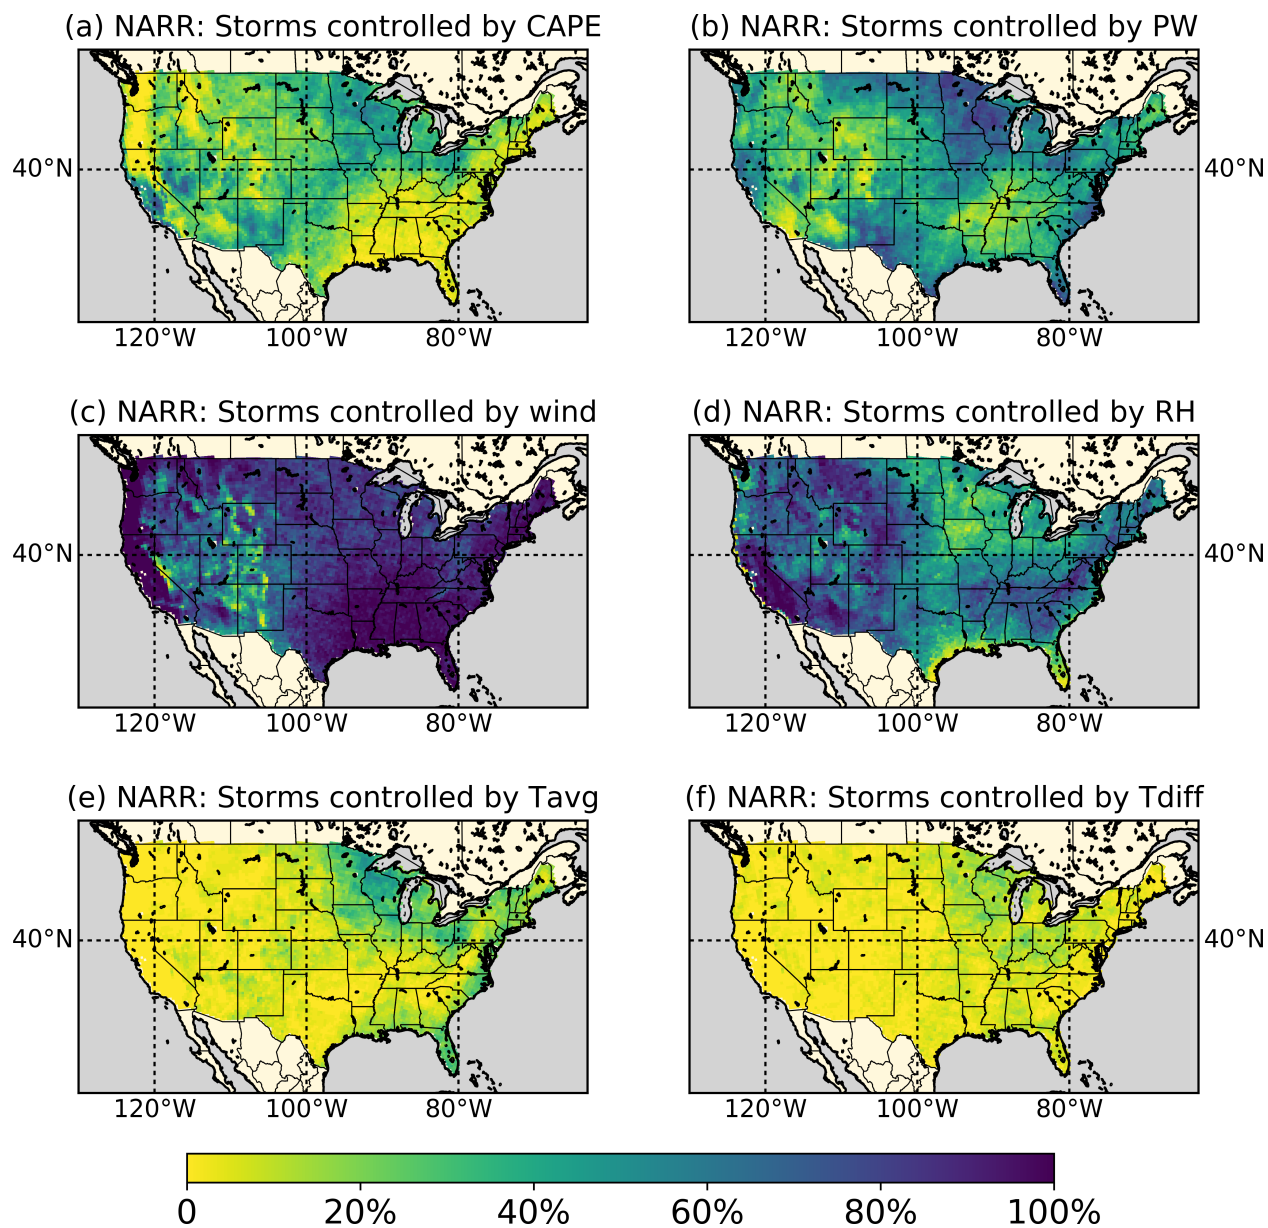 (a) NARR: Storms controlled by CAPE
(b) NARR: Storms controlled by PW
40°N
40°N
120°W 100°W 80°W
120°W 100°W 80°W
(c) NARR: Storms controlled by wind
(d) NARR: Storms controlled by RH
40°N
40°N
120°W 100°W 80°W
120°W 100°W 80°W
(e) NARR: Storms controlled by Tavg
(f) NARR: Storms controlled by Tdiff
40°N
40°N
120°W 100°W 80°W
120°W 100°W 80°W
0 20% 40% 60% 80% 100%